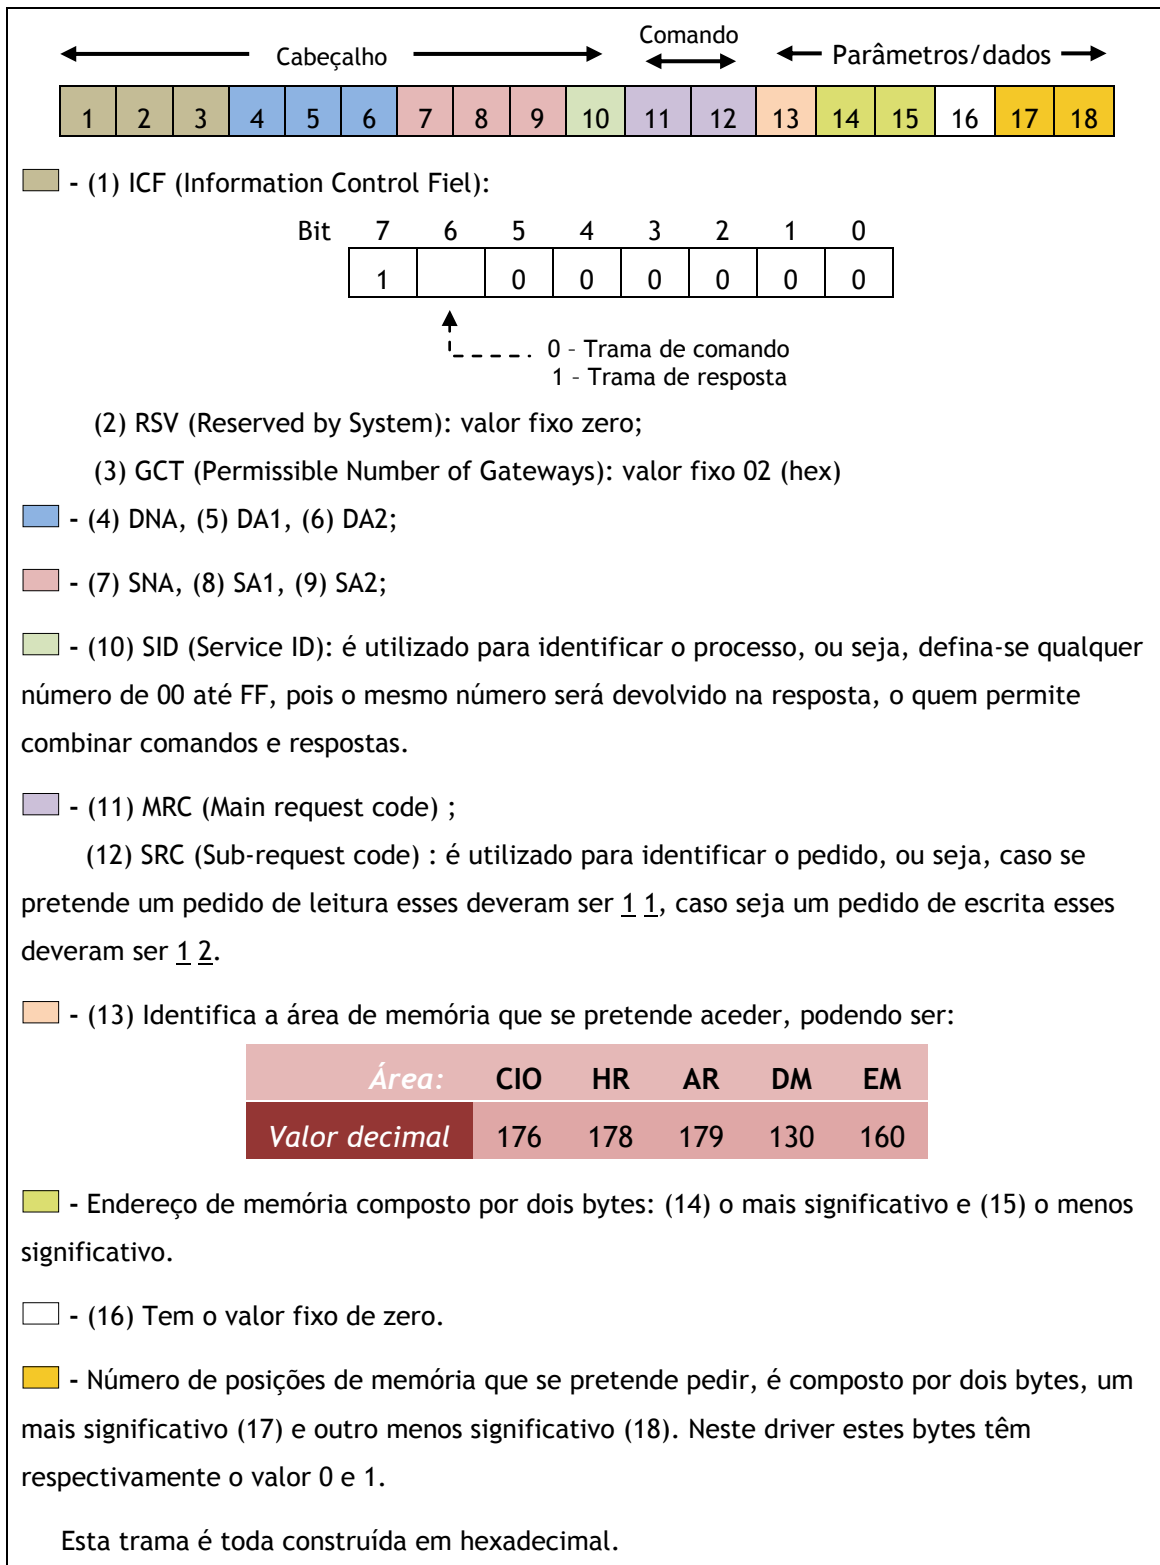 Cabeçalho
Comando
Parâmetros/dados
1 2 3 4 5 6 7 8 9 10 11 12 13 14 15 16 17 18
- (1) ICF (Information Control Fiel):
Bit 7 6 5 4 3 2 1 0
1 0 0 0 0 0 0
0 – Trama de comando
1 – Trama de resposta
(2) RSV (Reserved by System): valor fixo zero;
(3) GCT (Permissible Number of Gateways): valor fixo 02 (hex)
- (4) DNA, (5) DA1, (6) DA2;
- (7) SNA, (8) SA1, (9) SA2;
- (10) SID (Service ID): é utilizado para identificar o processo, ou seja, defina-se qualquer
número de 00 até FF, pois o mesmo número será devolvido na resposta, o quem permite
combinar comandos e respostas.
- (11) MRC (Main request code) ;
(12) SRC (Sub-request code) : é utilizado para identificar o pedido, ou seja, caso se
pretende um pedido de leitura esses deveram ser 1 1, caso seja um pedido de escrita esses
deveram ser 1 2.
- (13) Identifica a área de memória que se pretende aceder, podendo ser:
Área: CIO HR AR DM EM
Valor decimal 176 178 179 130 160
- Endereço de memória composto por dois bytes: (14) o mais significativo e (15) o menos
significativo.
- (16) Tem o valor fixo de zero.
- Número de posições de memória que se pretende pedir, é composto por dois bytes, um
mais significativo (17) e outro menos significativo (18). Neste driver estes bytes têm
respectivamente o valor 0 e 1.
Esta trama é toda construída em hexadecimal.